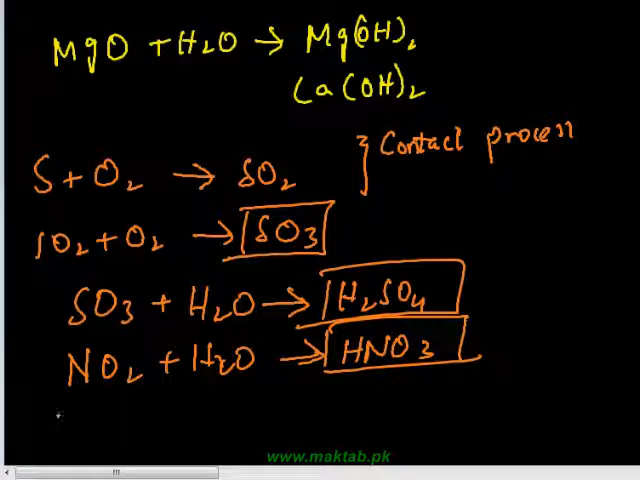 MgO + H₂O → Mg(OH)₂
Ca(OH)₂
S + O₂ → SO₂ } Contact process
SO₂ + O₂ → SO₃
SO₃ + H₂O → H₂SO₄
NO₂ + H₂O → HNO₃
www.maktab.pk